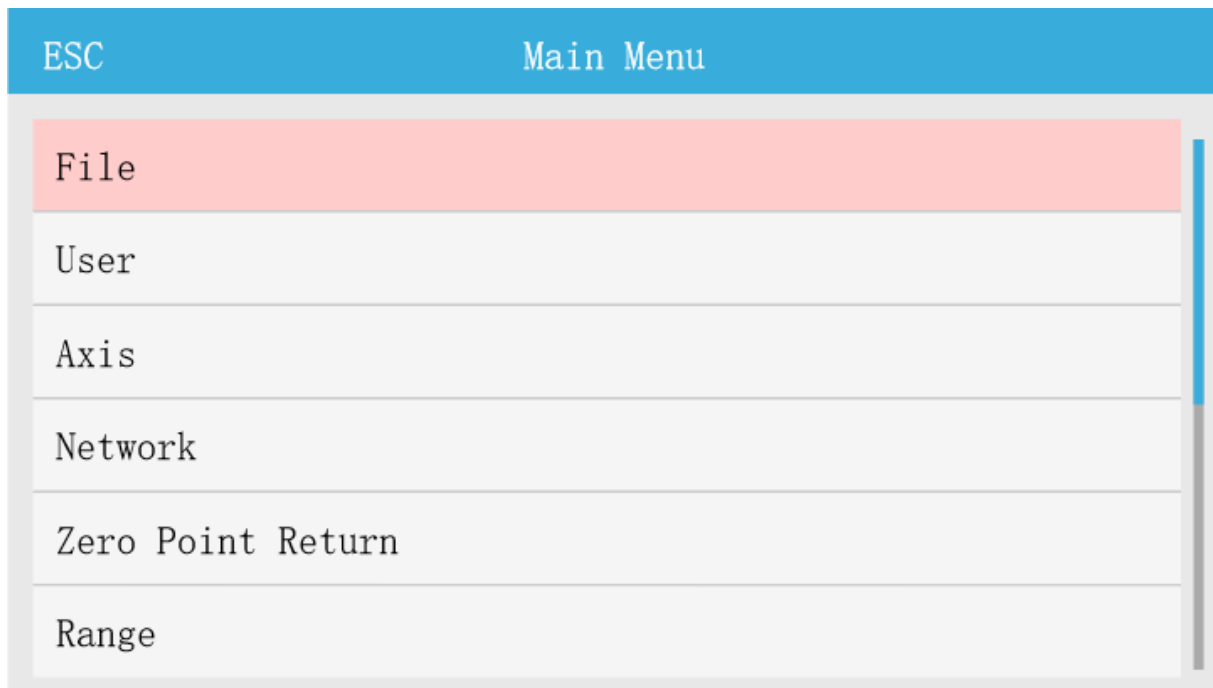 ESC Main Menu
File
User
Axis
Network
Zero Point Return
Range